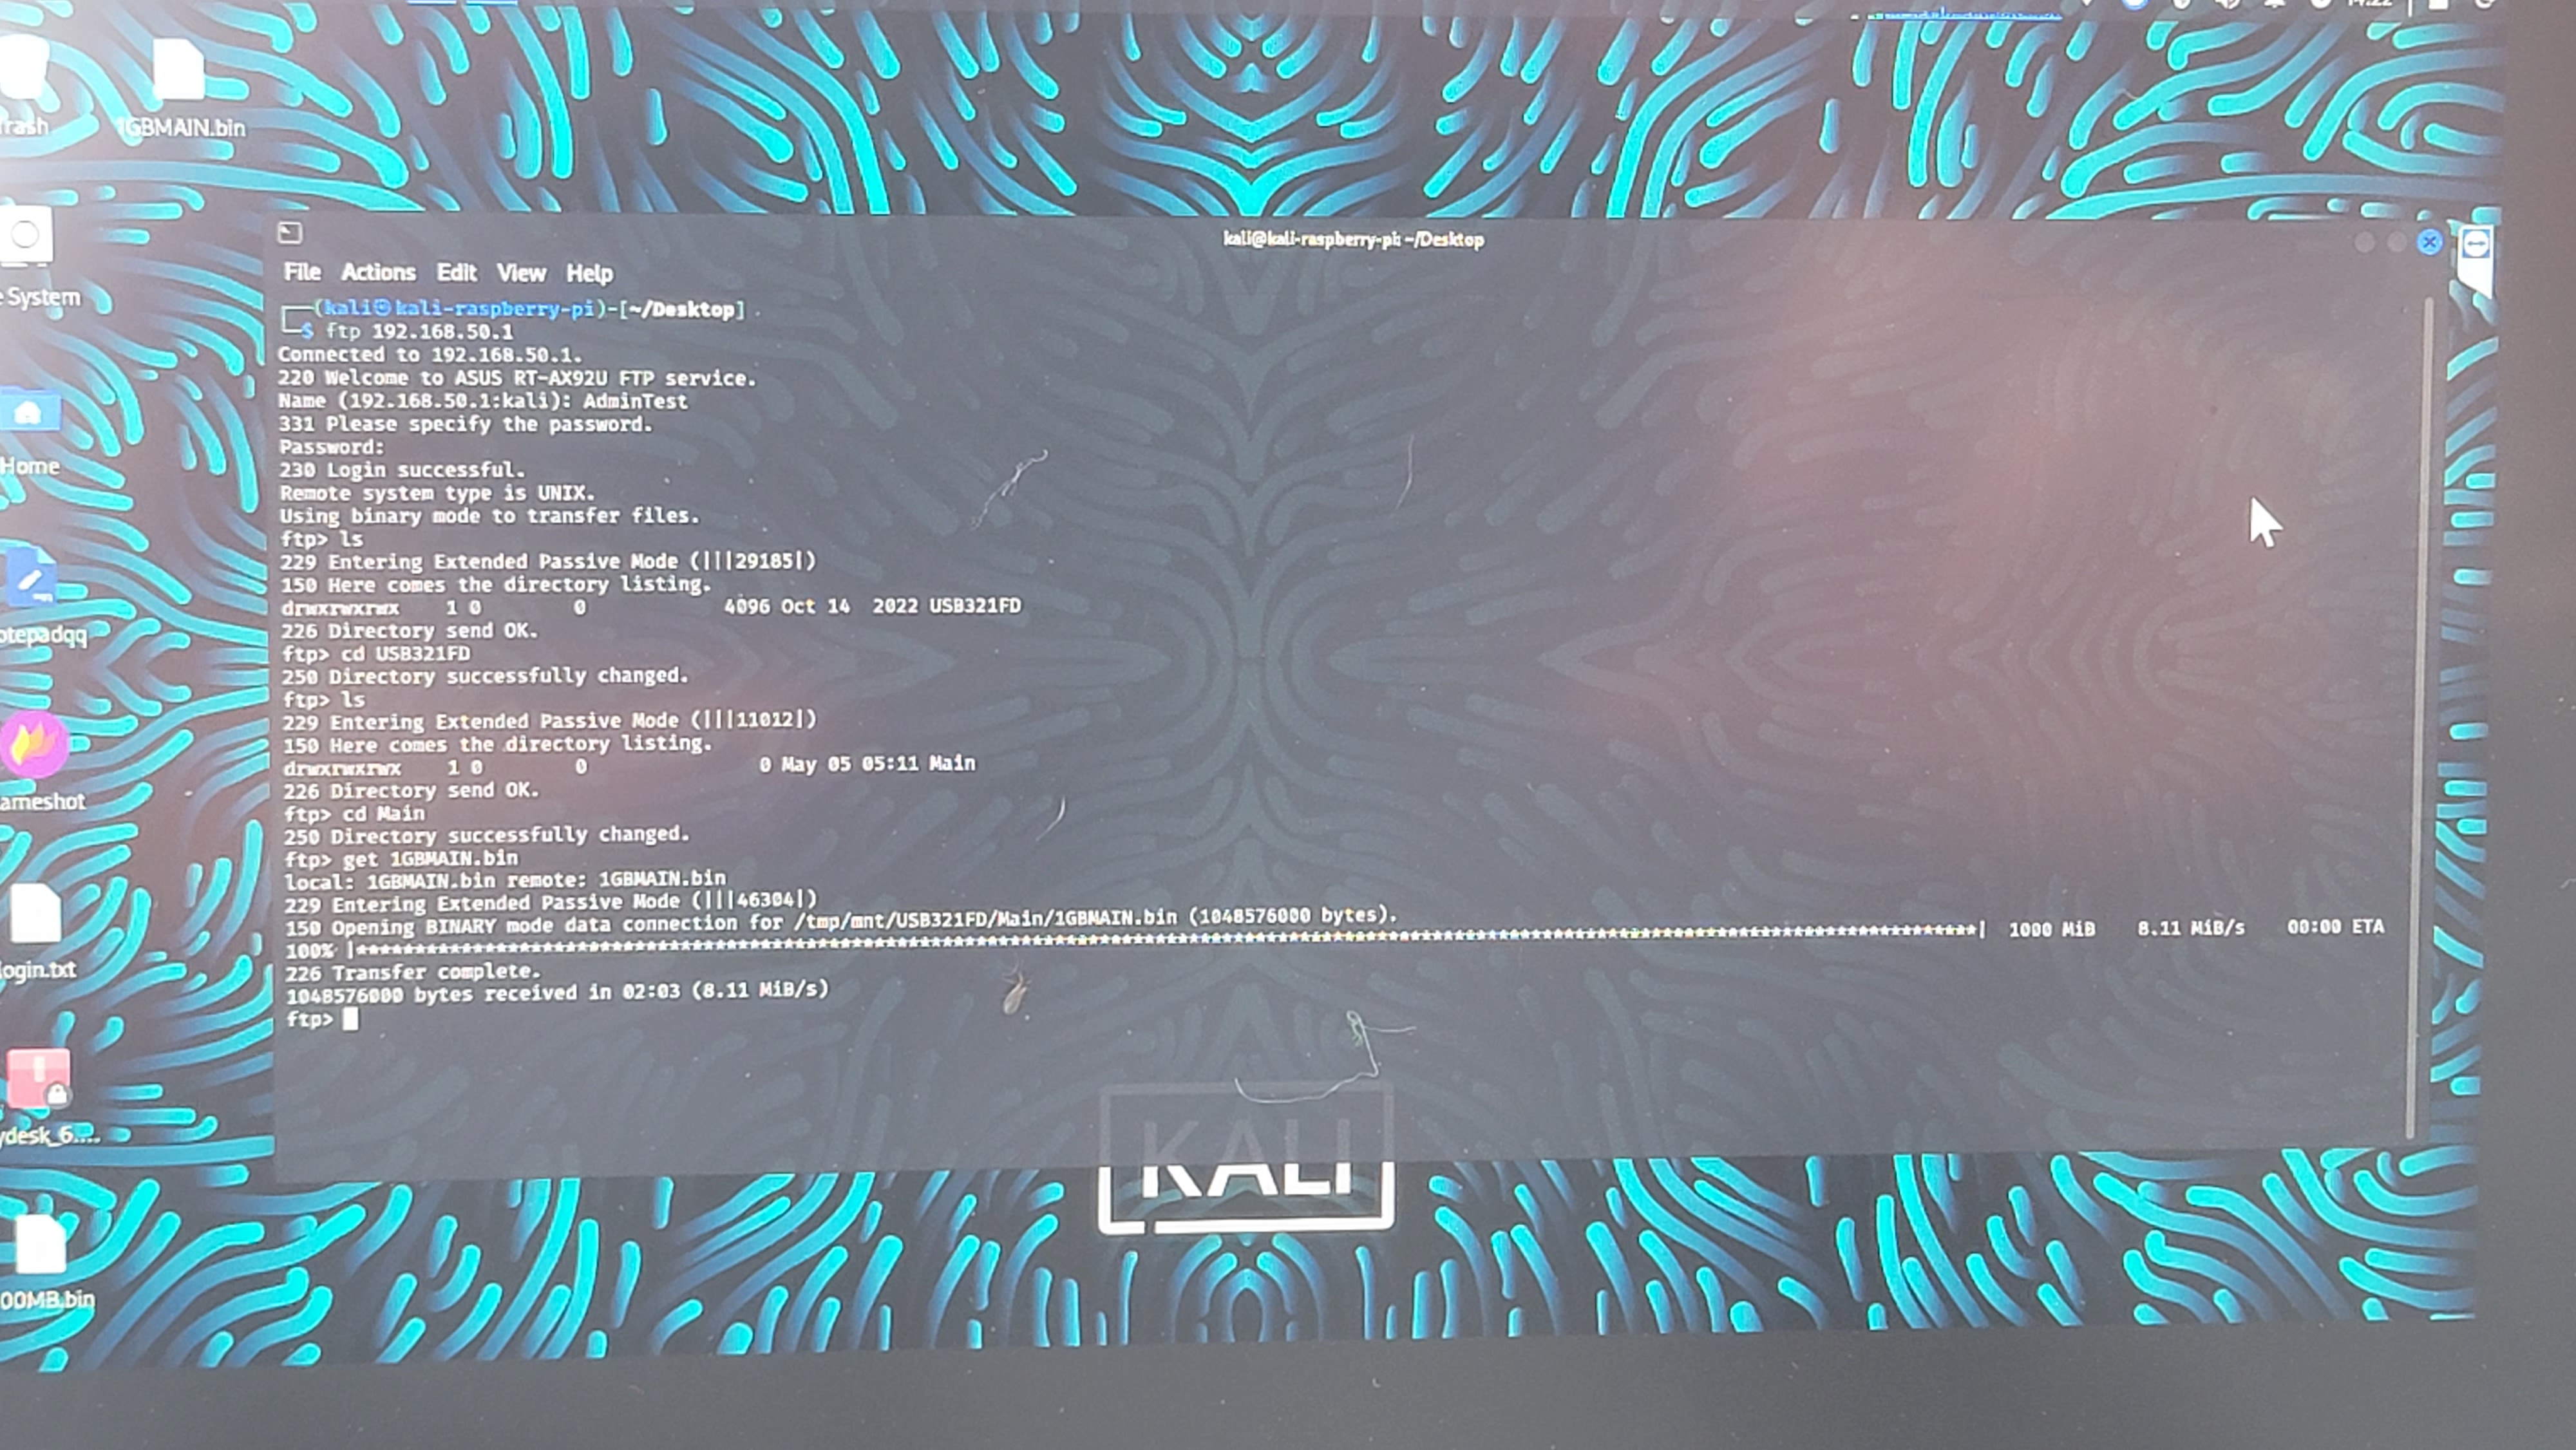 14:22
1GBMAIN.bin
kali@kali-raspberry-pi: ~/Desktop
File Actions Edit View Help
┌──(kali㉿kali-raspberry-pi)-[~/Desktop]
└─$ ftp 192.168.50.1
Connected to 192.168.50.1.
220 Welcome to ASUS RT-AX92U FTP service.
Name (192.168.50.1:kali): AdminTest
331 Please specify the password.
Password:
230 Login successful.
Remote system type is UNIX.
Using binary mode to transfer files.
ftp> ls
229 Entering Extended Passive Mode (|||29185|)
150 Here comes the directory listing.
drwxrwxrwx 1 0 0 4096 Oct 14 2022 USB321FD
226 Directory send OK.
ftp> cd USB321FD
250 Directory successfully changed.
ftp> ls
229 Entering Extended Passive Mode (|||11012|)
150 Here comes the directory listing.
drwxrwxrwx 1 0 0 0 May 05 05:11 Main
226 Directory send OK.
ftp> cd Main
250 Directory successfully changed.
ftp> get 1GBMAIN.bin
local: 1GBMAIN.bin remote: 1GBMAIN.bin
229 Entering Extended Passive Mode (|||46304|)
150 Opening BINARY mode data connection for /tmp/mnt/USB321FD/Main/1GBMAIN.bin (1048576000 bytes).
100% |***********************************| 1000 MiB 8.11 MiB/s 00:00 ETA
226 Transfer complete.
1048576000 bytes received in 02:03 (8.11 MiB/s)
ftp>
rash
e System
Home
otepadqq
ameshot
login.txt
ydesk_6....
00MB.bin
KALI